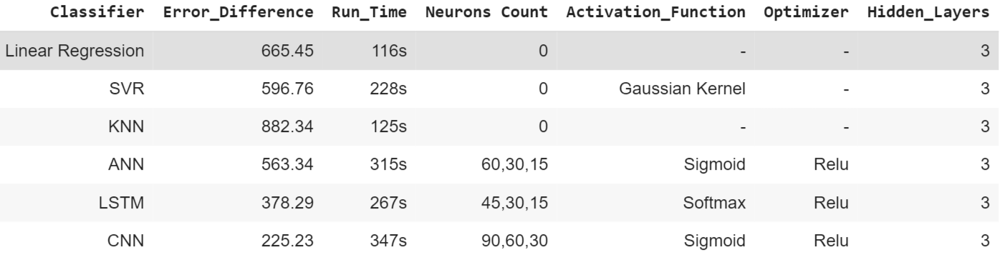 Classifier Error_Difference Run_Time Neurons Count Activation_Function Optimizer Hidden_Layers
Linear Regression 665.45 116s 0 - - 3
SVR 596.76 228s 0 Gaussian Kernel - 3
KNN 882.34 125s 0 - - 3
ANN 563.34 315s 60,30,15 Sigmoid Relu 3
LSTM 378.29 267s 45,30,15 Softmax Relu 3
CNN 225.23 347s 90,60,30 Sigmoid Relu 3